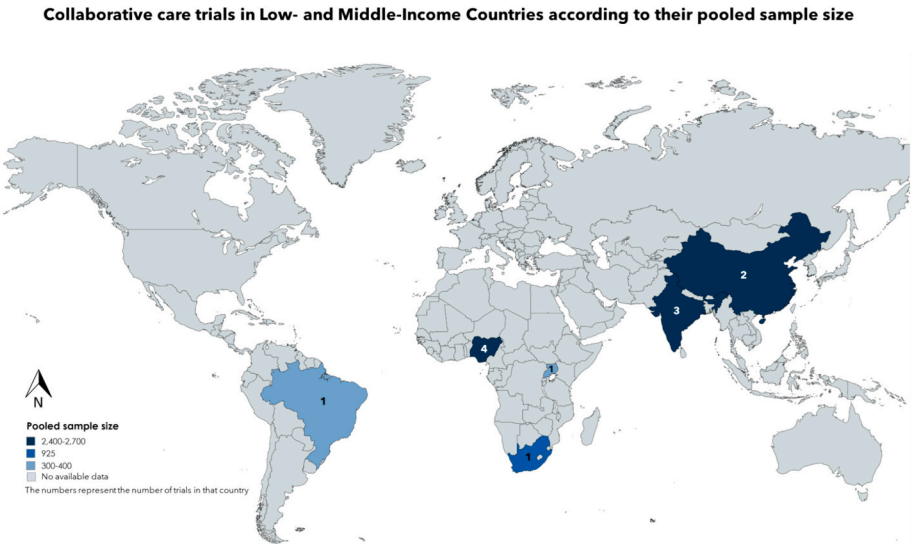 Collaborative care trials in Low- and Middle-Income Countries according to their pooled sample size
2
3
4
1
1
1
N
Pooled sample size
2,400-2,700
925
300-400
No available data
The numbers represent the number of trials in that country